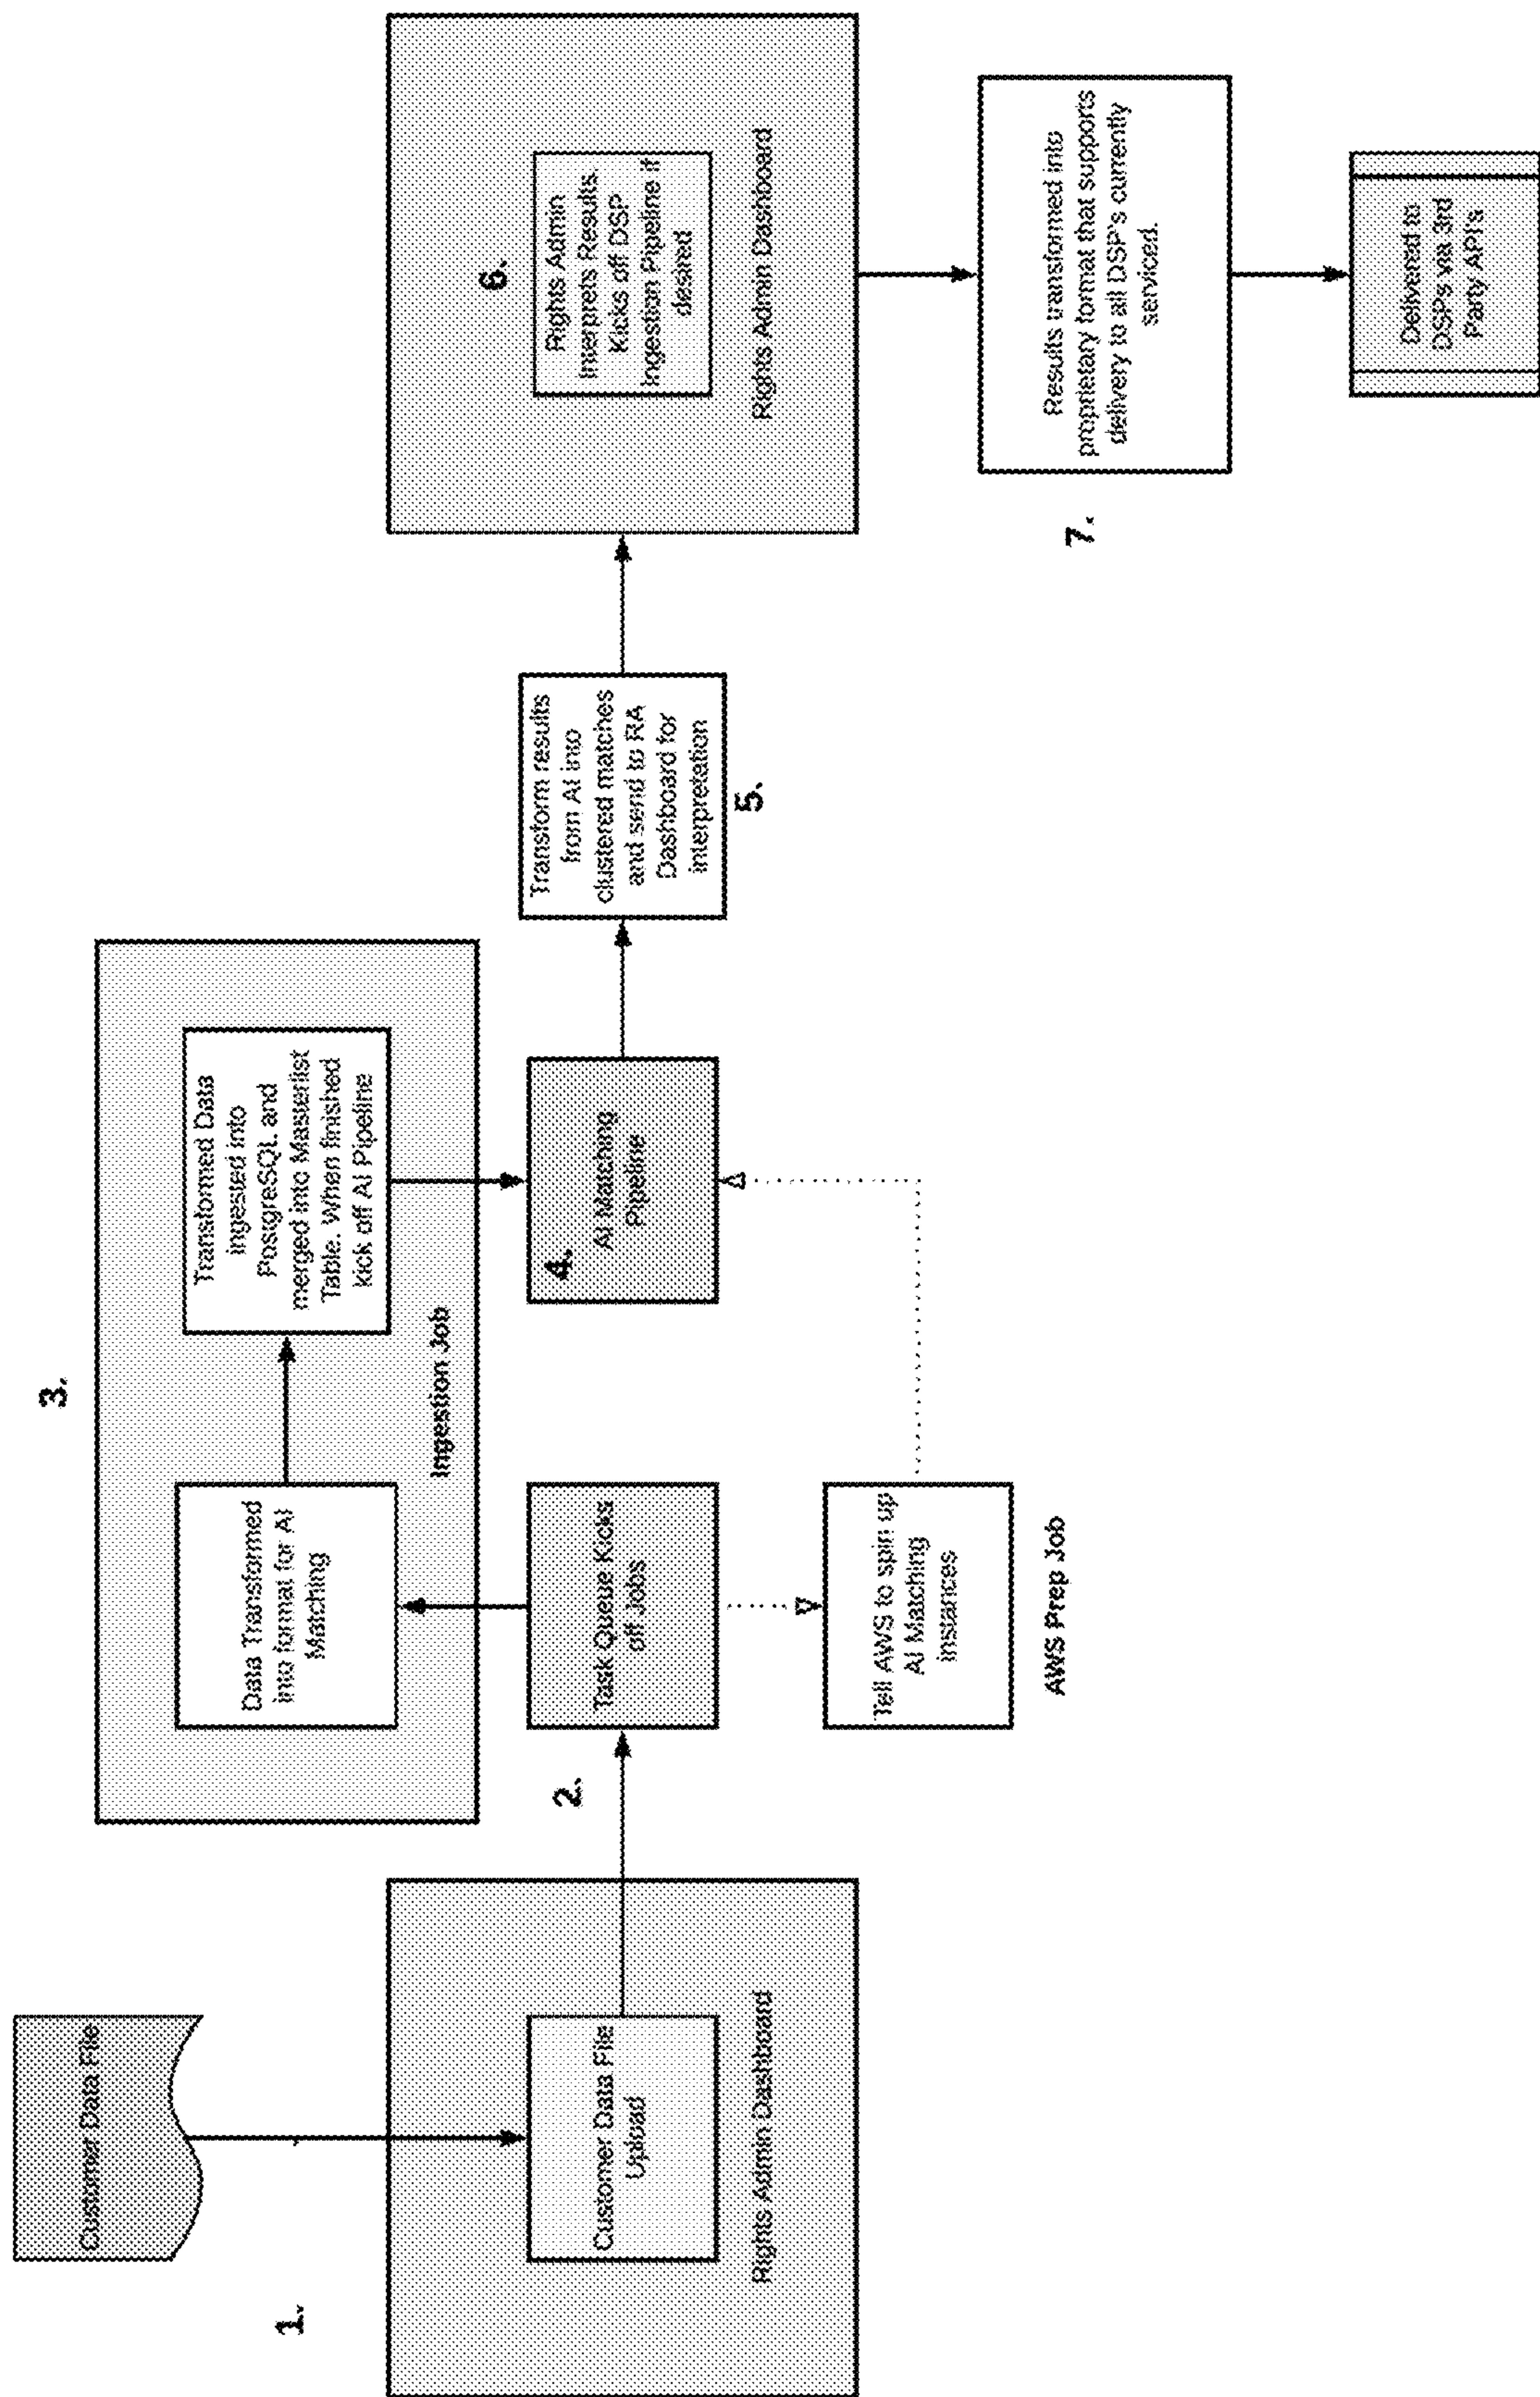 1.
Customer Data File
Customer Data File
Upload
Rights Admin Dashboard
2.
Task Queue Kicks
off Jobs
3.
Data Transformed
into format for AI
Matching
Transformed Data
ingested into
PostgreSQL and
merged into Masterlist
Table. When finished
kick off AI Pipeline
Ingestion Job
Tell AWS to spin up
AI Matching
instances
AWS Prep Job
4.
AI Matching
Pipeline
Transform results
from AI into
clustered matches
and send to RA
Dashboard for
interpretation
5.
6.
Rights Admin
Interprets Results.
Kicks off DSP
Ingestion Pipeline if
desired
Rights Admin Dashboard
7.
Results transformed into
proprietary format that supports
delivery to all DSP's currently
serviced.
Delivered to
DSPs via 3rd
Party API's